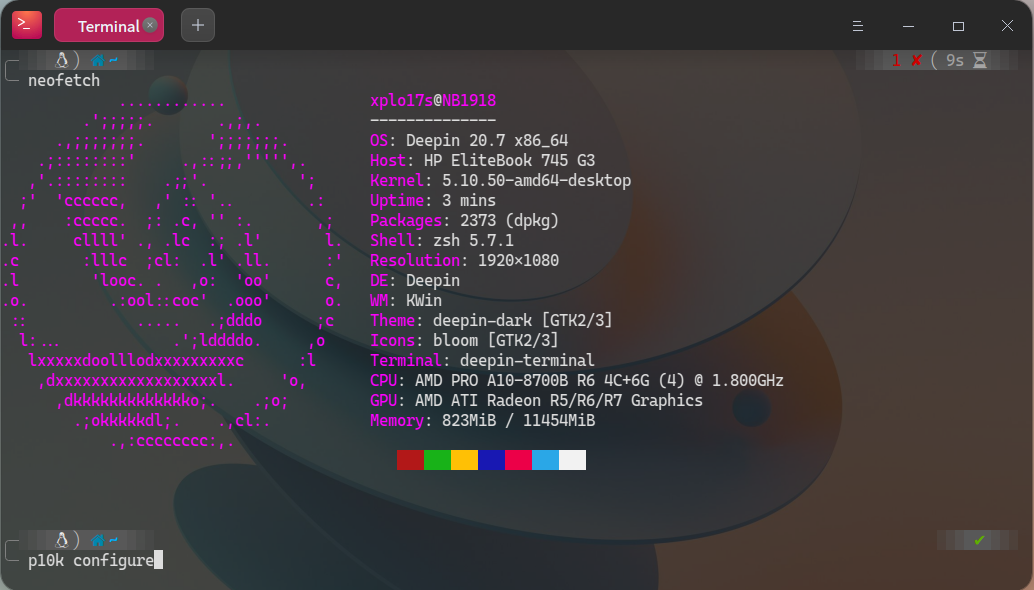 Terminal
~ 1 ✘ 9s
neofetch
xplo17s@NB1918
--------------
OS: Deepin 20.7 x86_64
Host: HP EliteBook 745 G3
Kernel: 5.10.50-amd64-desktop
Uptime: 3 mins
Packages: 2373 (dpkg)
Shell: zsh 5.7.1
Resolution: 1920×1080
DE: Deepin
WM: KWin
Theme: deepin-dark [GTK2/3]
Icons: bloom [GTK2/3]
Terminal: deepin-terminal
CPU: AMD PRO A10-8700B R6 4C+6G (4) @ 1.800GHz
GPU: AMD ATI Radeon R5/R6/R7 Graphics
Memory: 823MiB / 11454MiB
~ ✔
p10k configure